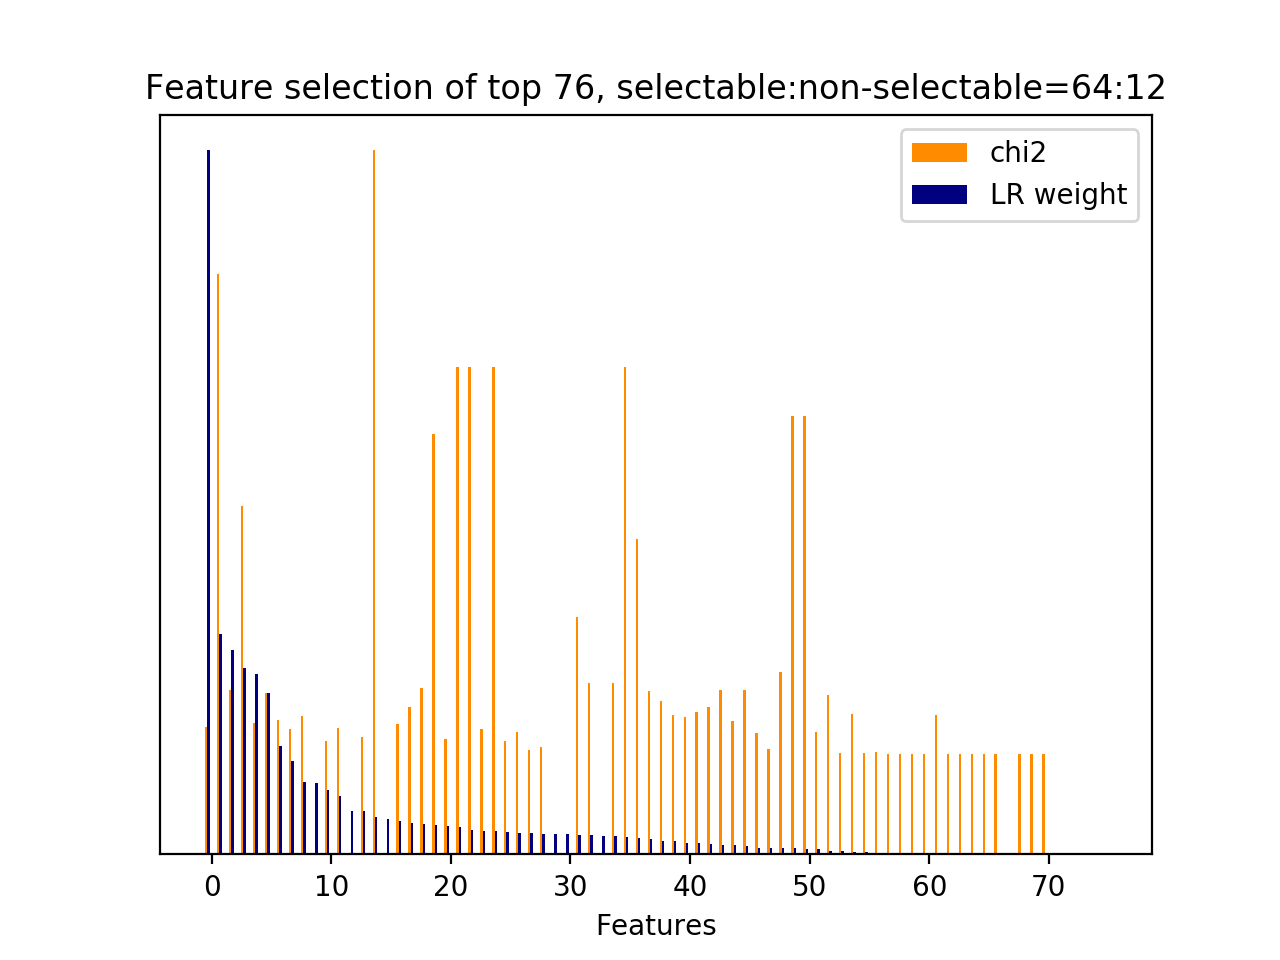 Feature selection of top 76, selectable:non-selectable=64:12
chi2
LR weight
0 10 20 30 40 50 60 70
Features